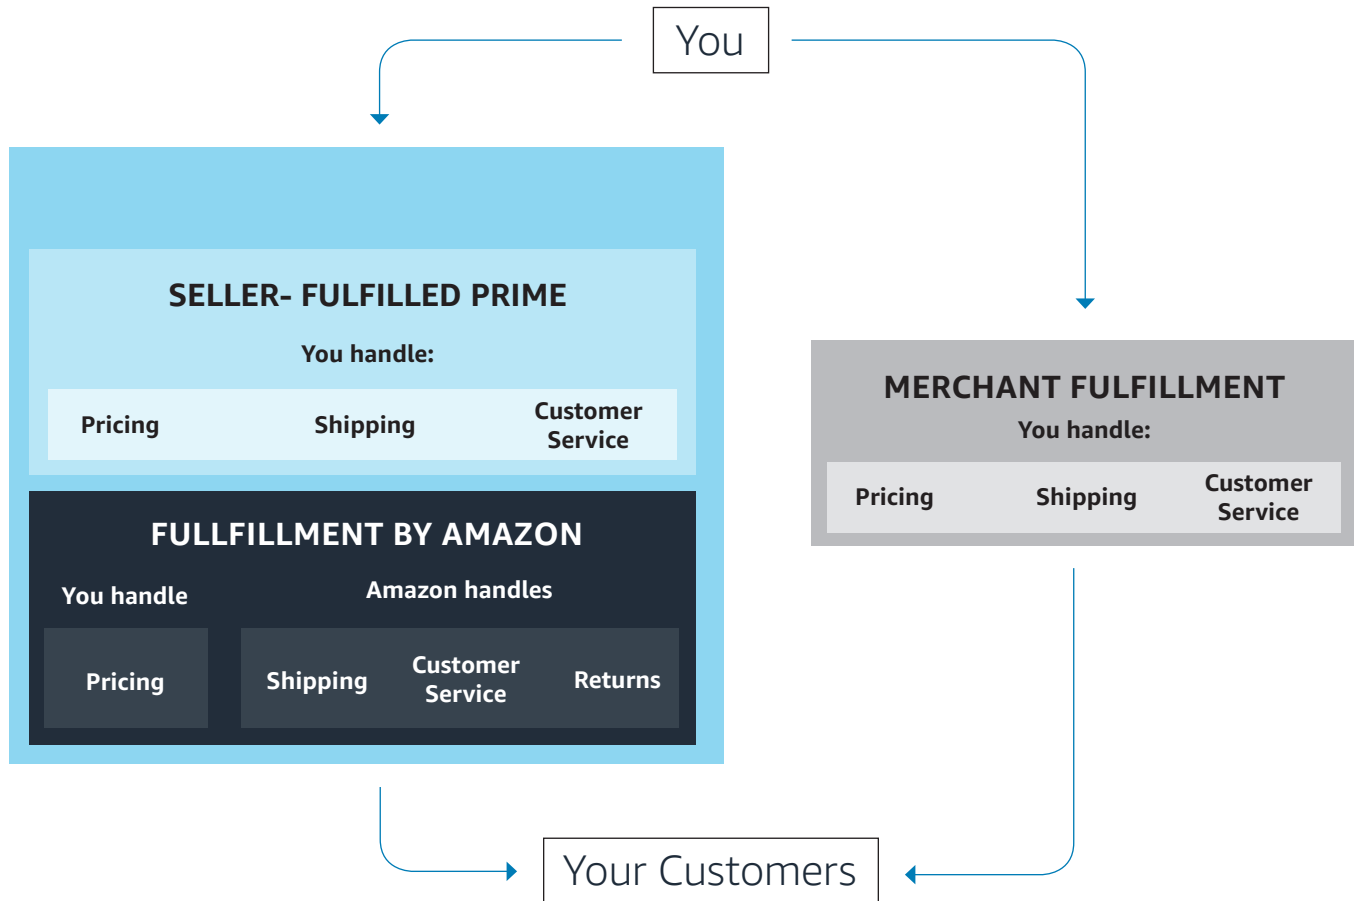 You
SELLER- FULFILLED PRIME
You handle:
Pricing
Shipping
Customer
Service
FULLFILLMENT BY AMAZON
You handle
Amazon handles
Pricing
Shipping
Customer
Service
Returns
MERCHANT FULFILLMENT
You handle:
Pricing
Shipping
Customer
Service
Your Customers